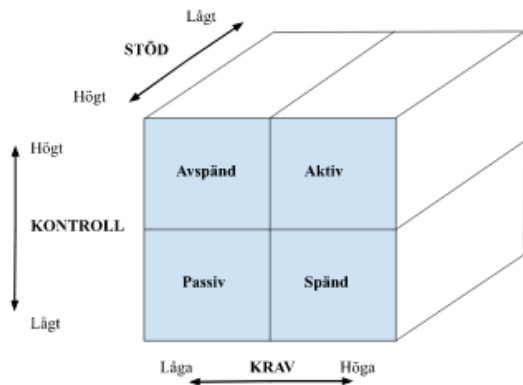 Lågt
STÖD
Högt
Högt
Avspänd Aktiv
KONTROLL
Passiv Spänd
Lågt
Låga KRAV Höga